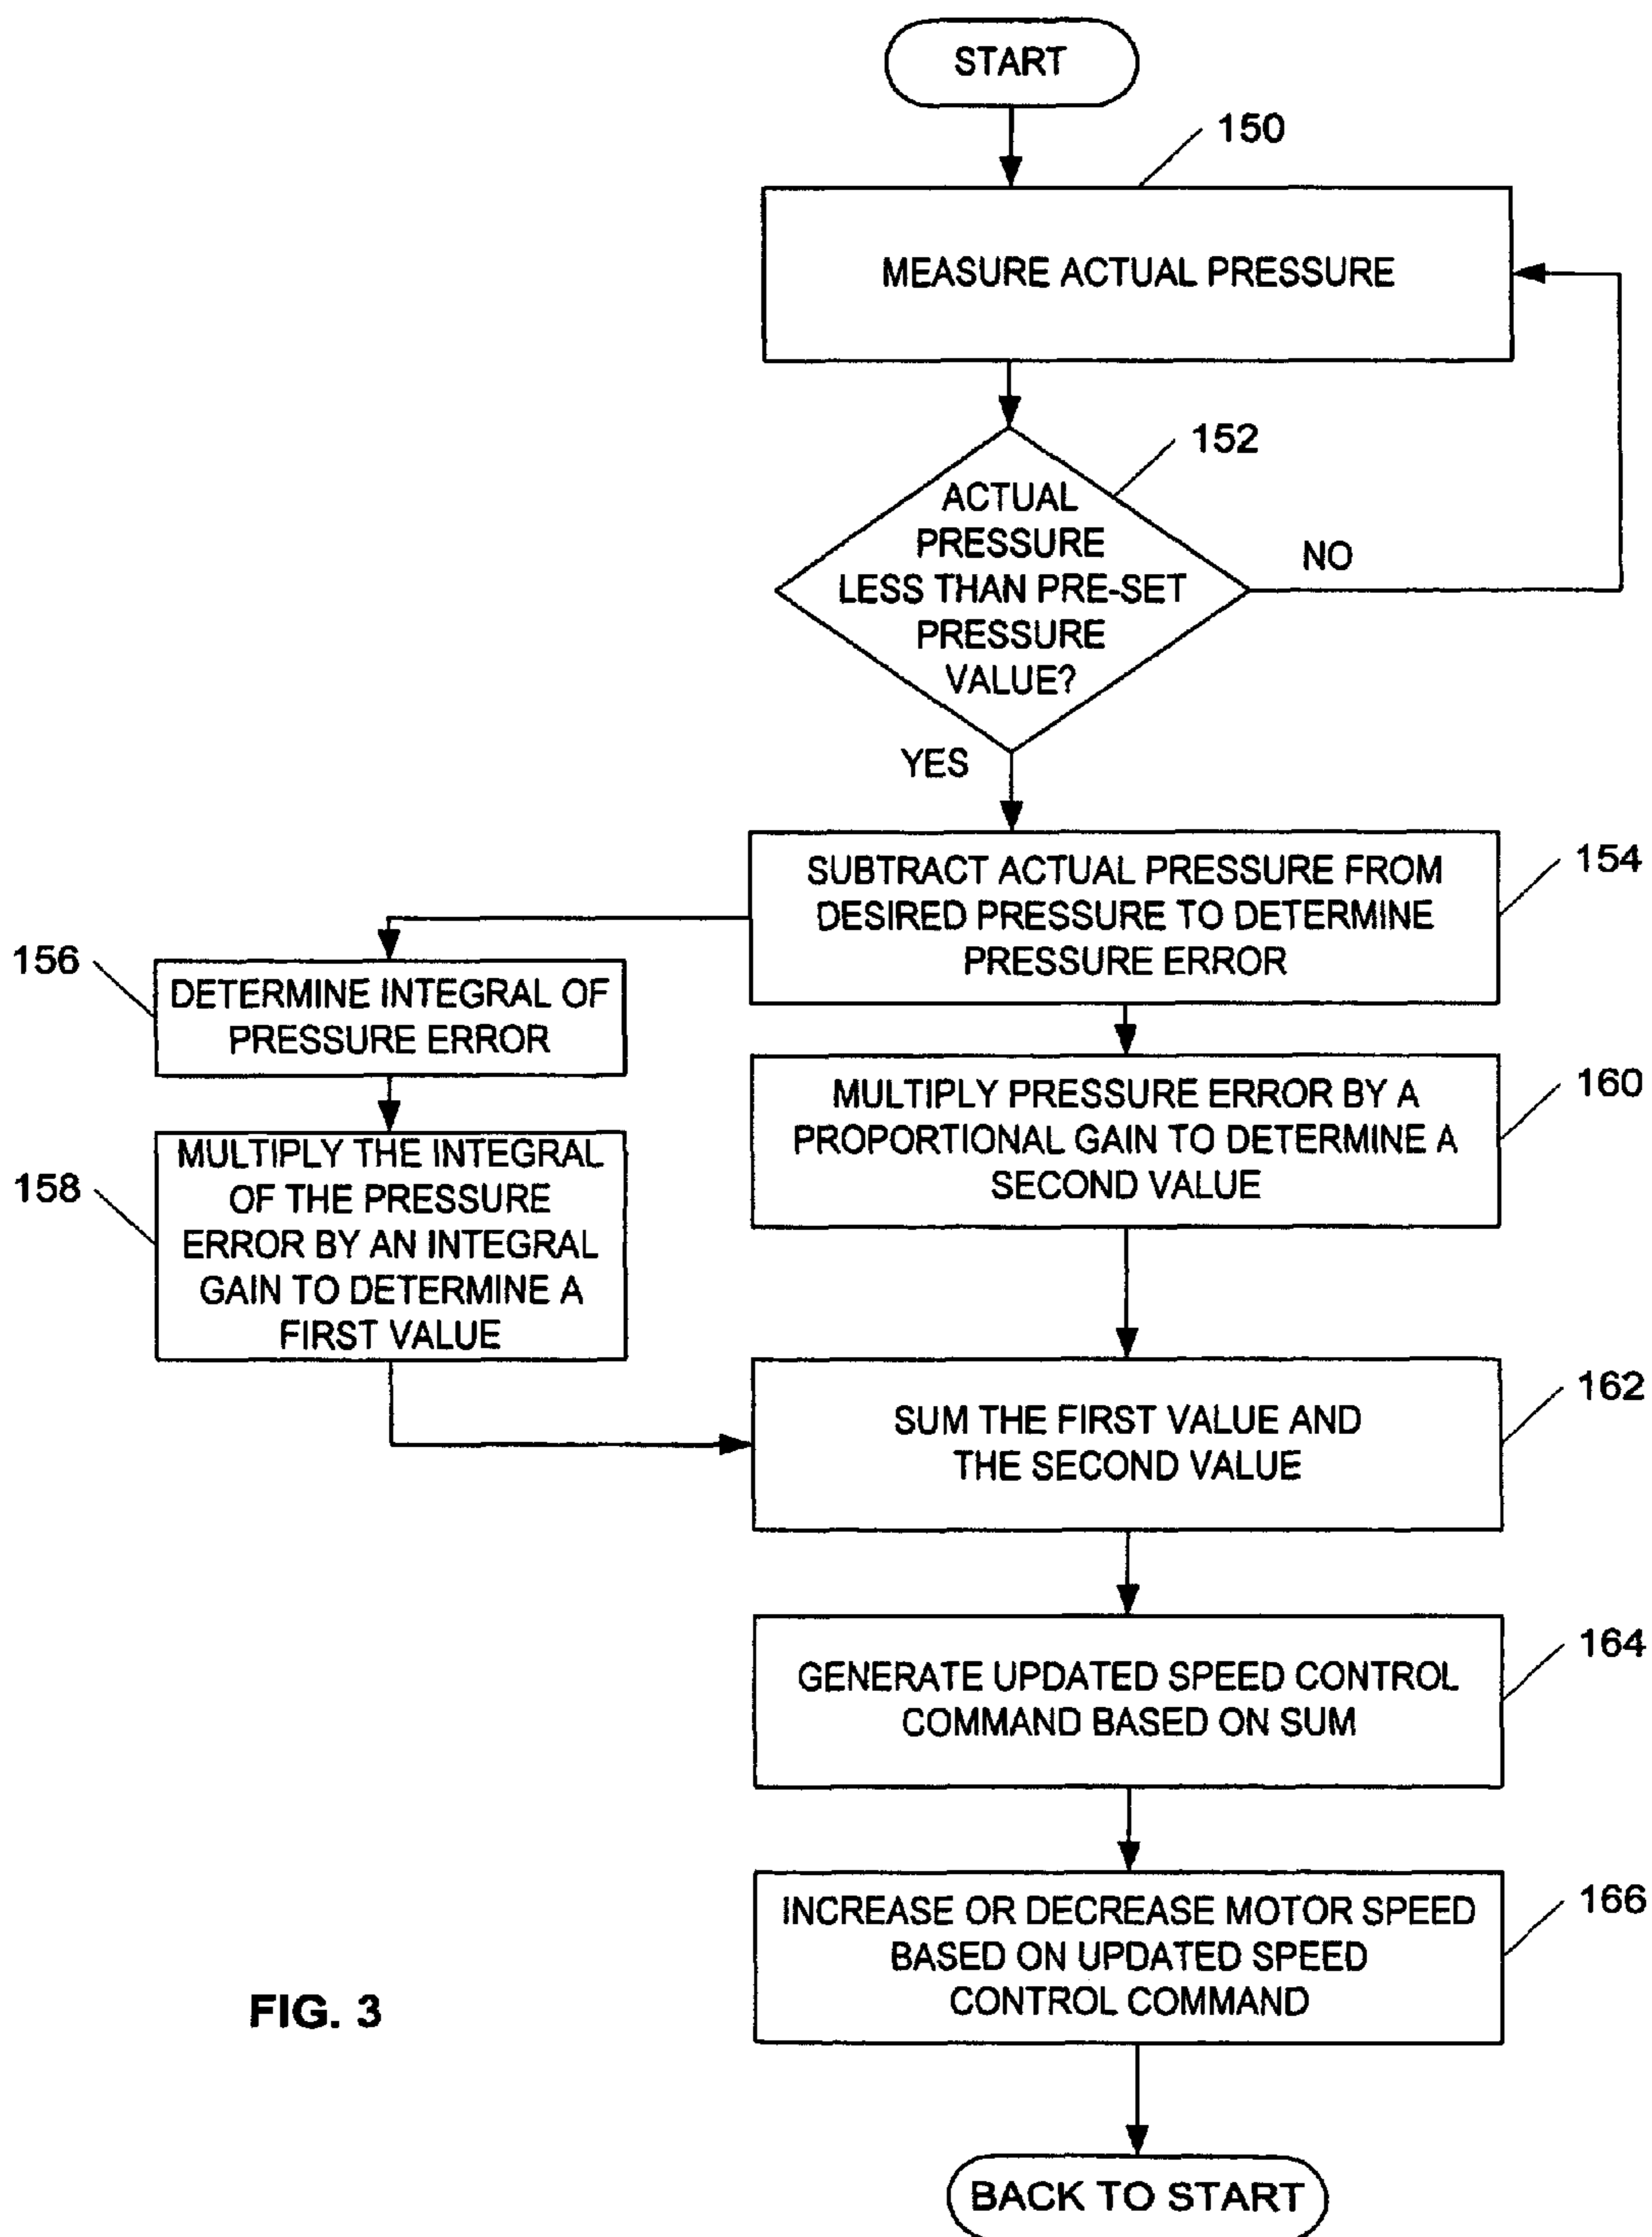 START
150
MEASURE ACTUAL PRESSURE
152
ACTUAL
PRESSURE
LESS THAN PRE-SET
PRESSURE
VALUE?
NO
YES
SUBTRACT ACTUAL PRESSURE FROM
DESIRED PRESSURE TO DETERMINE
PRESSURE ERROR
154
156
DETERMINE INTEGRAL OF
PRESSURE ERROR
MULTIPLY PRESSURE ERROR BY A
PROPORTIONAL GAIN TO DETERMINE A
SECOND VALUE
160
158
MULTIPLY THE INTEGRAL
OF THE PRESSURE
ERROR BY AN INTEGRAL
GAIN TO DETERMINE A
FIRST VALUE
SUM THE FIRST VALUE AND
THE SECOND VALUE
162
GENERATE UPDATED SPEED CONTROL
COMMAND BASED ON SUM
164
INCREASE OR DECREASE MOTOR SPEED
BASED ON UPDATED SPEED
CONTROL COMMAND
166
FIG. 3
BACK TO START